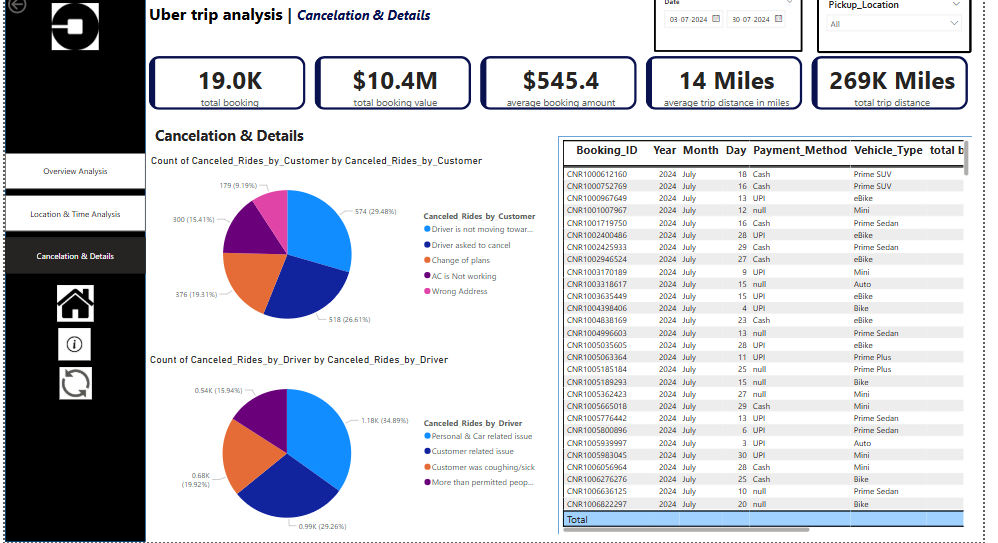 Uber trip analysis | Cancelation & Details
Date
03-07-2024 30-07-2024
Pickup_Location
All
19.0K
total booking
$10.4M
total booking value
$545.4
average booking amount
14 Miles
average trip distance in miles
269K Miles
total trip distance
Overview Analysis
Location & Time Analysis
Cancelation & Details
Cancelation & Details
Count of Canceled_Rides_by_Customer by Canceled_Rides_by_Customer
179 (9.19%)
300 (15.41%)
376 (19.31%)
574 (29.48%)
518 (26.61%)
Canceled_Rides_by_Customer
Driver is not moving towar...
Driver asked to cancel
Change of plans
AC is Not working
Wrong Address
Count of Canceled_Rides_by_Driver by Canceled_Rides_by_Driver
0.54K (15.94%)
0.68K
(19.92%)
1.18K (34.89%)
0.99K (29.26%)
Canceled_Rides_by_Driver
Personal & Car related issue
Customer related issue
Customer was coughing/sick
More than permitted peop...
Booking_ID Year Month Day Payment_Method Vehicle_Type total b
CNR1000612160 2024 July 18 Cash Prime SUV
CNR1000752769 2024 July 16 Cash Prime SUV
CNR1000967649 2024 July 13 UPI eBike
CNR1001007967 2024 July 12 null Mini
CNR1001719750 2024 July 16 Cash Prime Sedan
CNR1002400486 2024 July 28 UPI eBike
CNR1002425933 2024 July 29 Cash Prime Sedan
CNR1002946524 2024 July 27 Cash eBike
CNR1003170189 2024 July 9 UPI Mini
CNR1003318617 2024 July 15 null Auto
CNR1003635449 2024 July 15 UPI eBike
CNR1004398406 2024 July 4 UPI Bike
CNR1004838169 2024 July 23 Cash eBike
CNR1004996603 2024 July 13 null Prime Sedan
CNR1005035605 2024 July 28 UPI eBike
CNR1005063364 2024 July 11 UPI Prime Plus
CNR1005185184 2024 July 25 null Prime Plus
CNR1005189293 2024 July 15 null Bike
CNR1005362423 2024 July 27 null Mini
CNR1005665018 2024 July 29 Cash Mini
CNR1005776442 2024 July 13 UPI Prime Sedan
CNR1005800896 2024 July 6 UPI Prime Sedan
CNR1005939997 2024 July 3 UPI Auto
CNR1005983045 2024 July 30 UPI Mini
CNR1006056964 2024 July 28 Cash Mini
CNR1006276276 2024 July 25 Cash Bike
CNR1006636125 2024 July 10 null Prime Sedan
CNR1006822297 2024 July 20 null Bike
Total